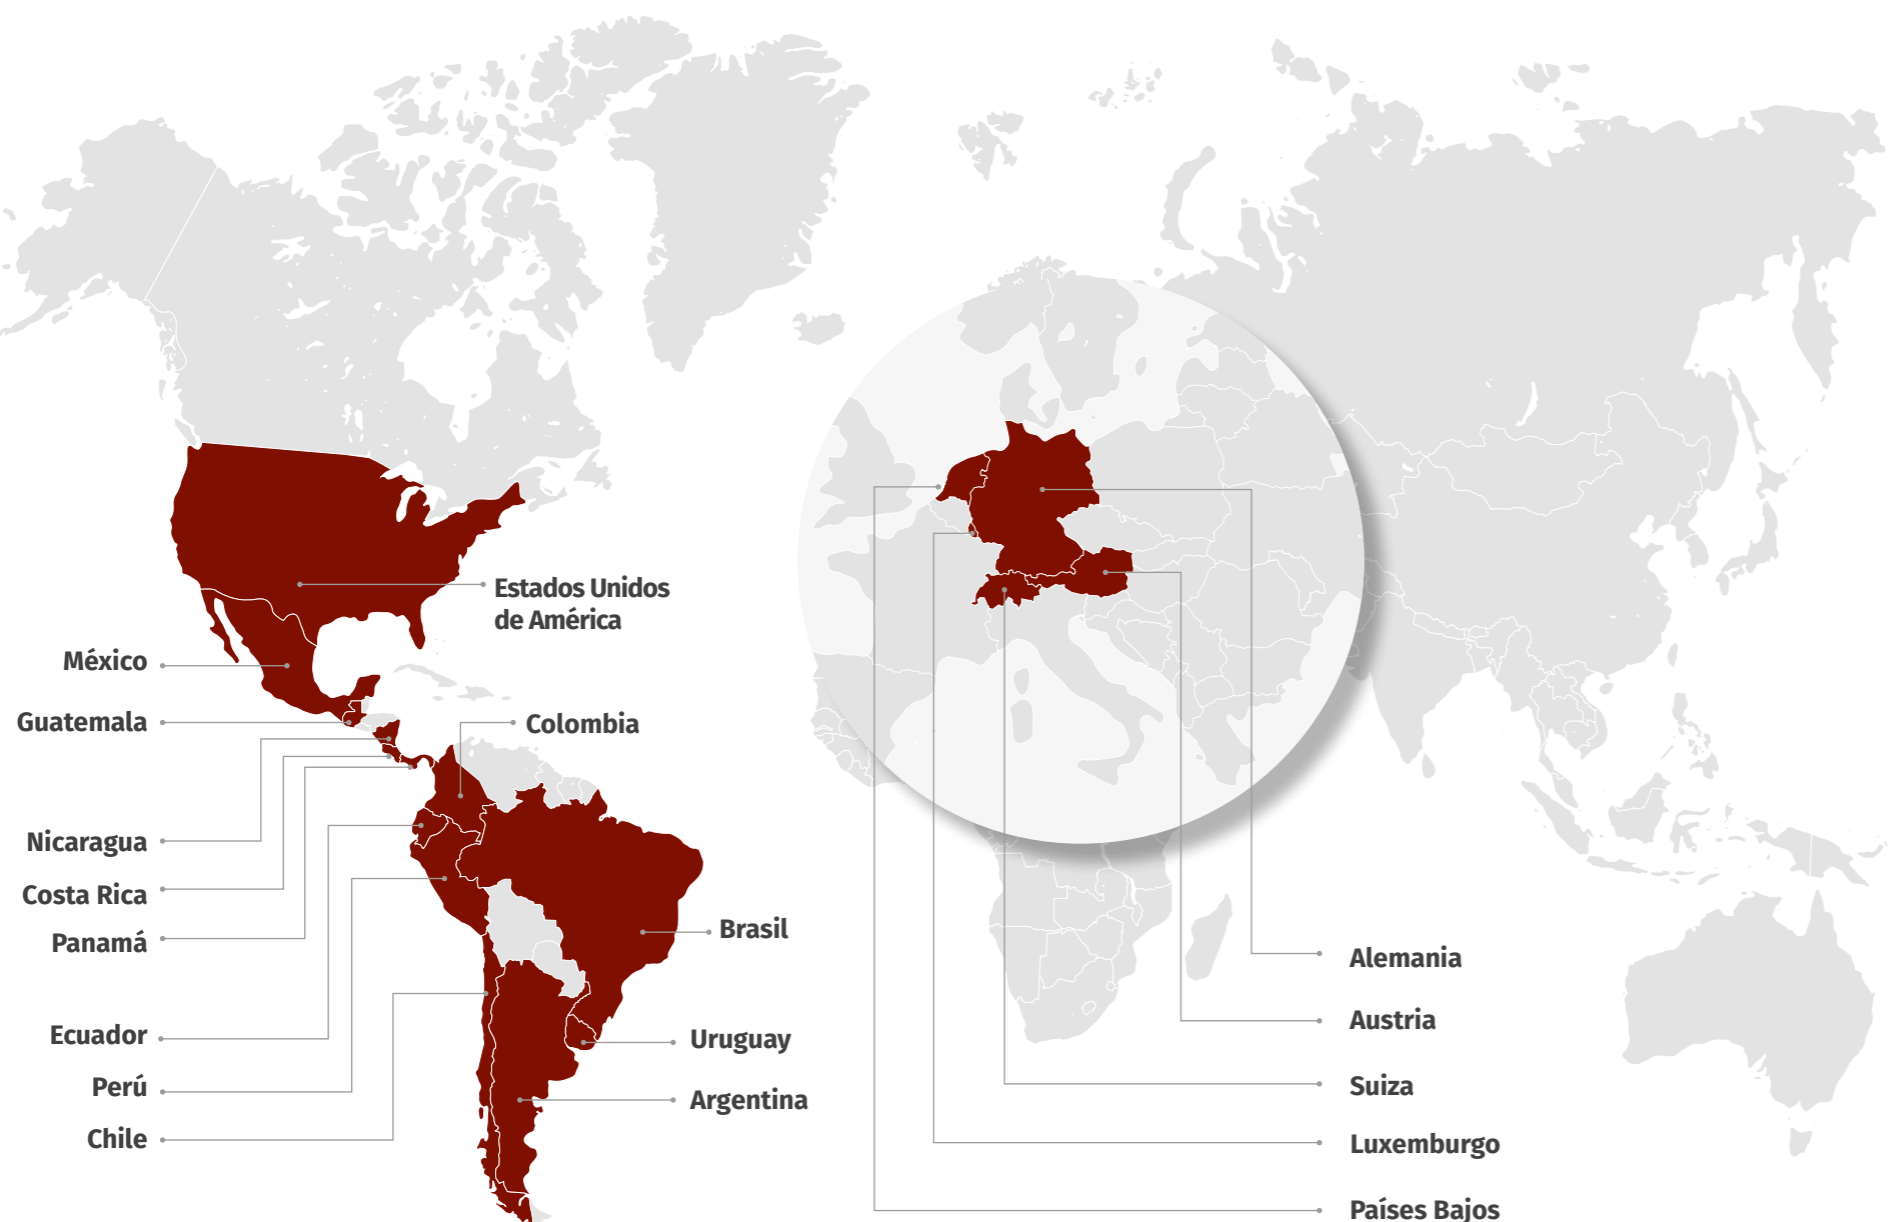 Estados Unidos
de América
México
Guatemala
Colombia
Nicaragua
Costa Rica
Panamá
Brasil
Ecuador
Uruguay
Perú
Argentina
Chile
Alemania
Austria
Suiza
Luxemburgo
Países Bajos